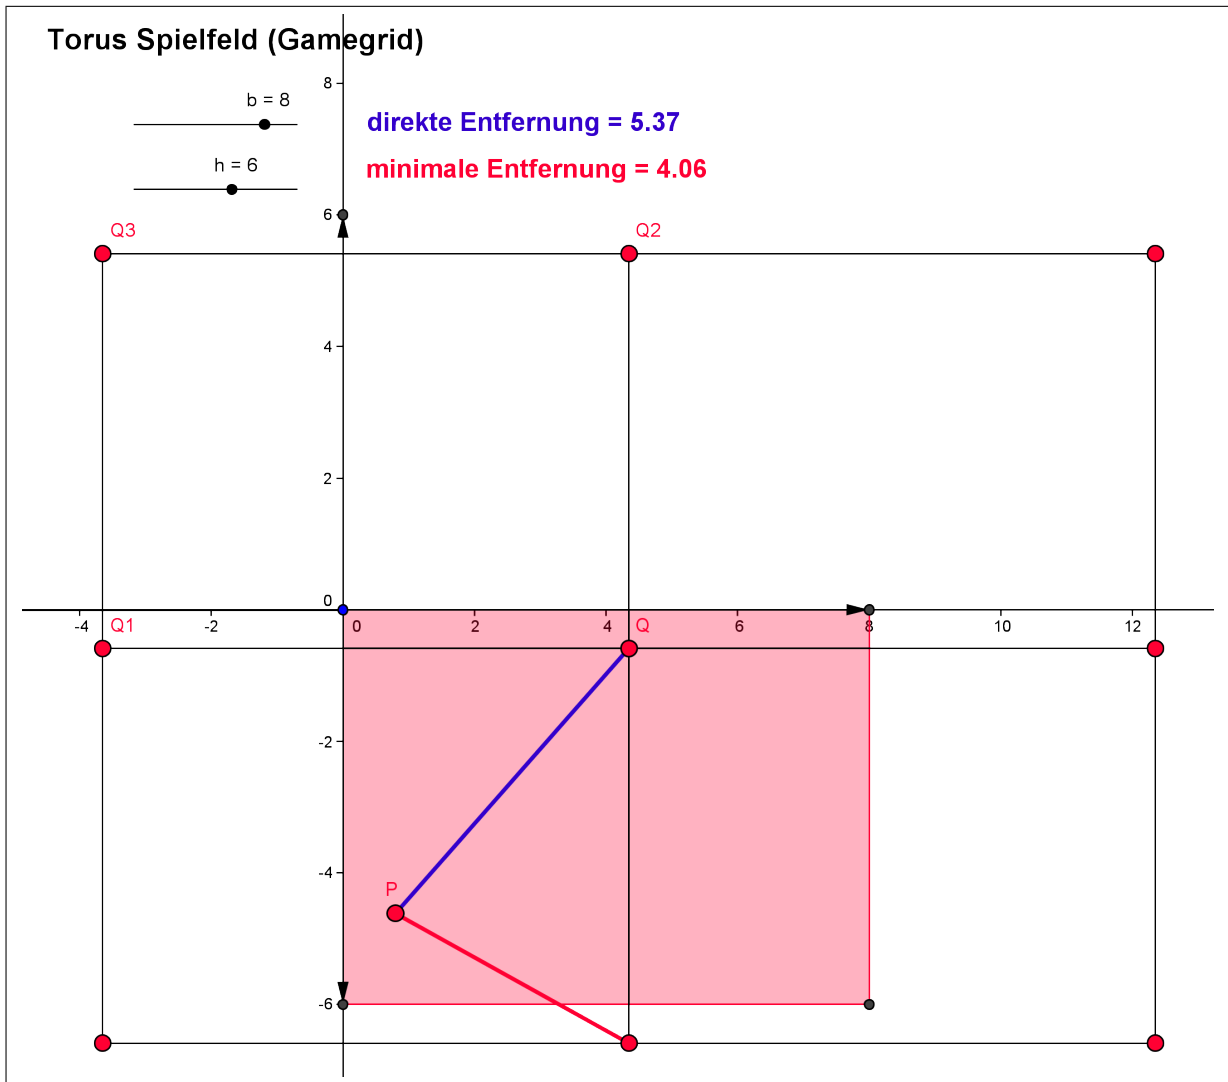 Torus Spielfeld (Gamegrid)
8
b = 8
direkte Entfernung = 5.37
h = 6
minimale Entfernung = 4.06
6
Q3
Q2
4
2
0
-4
Q1
-2
0
2
4
Q
6
8
10
12
-2
-4
P
-6